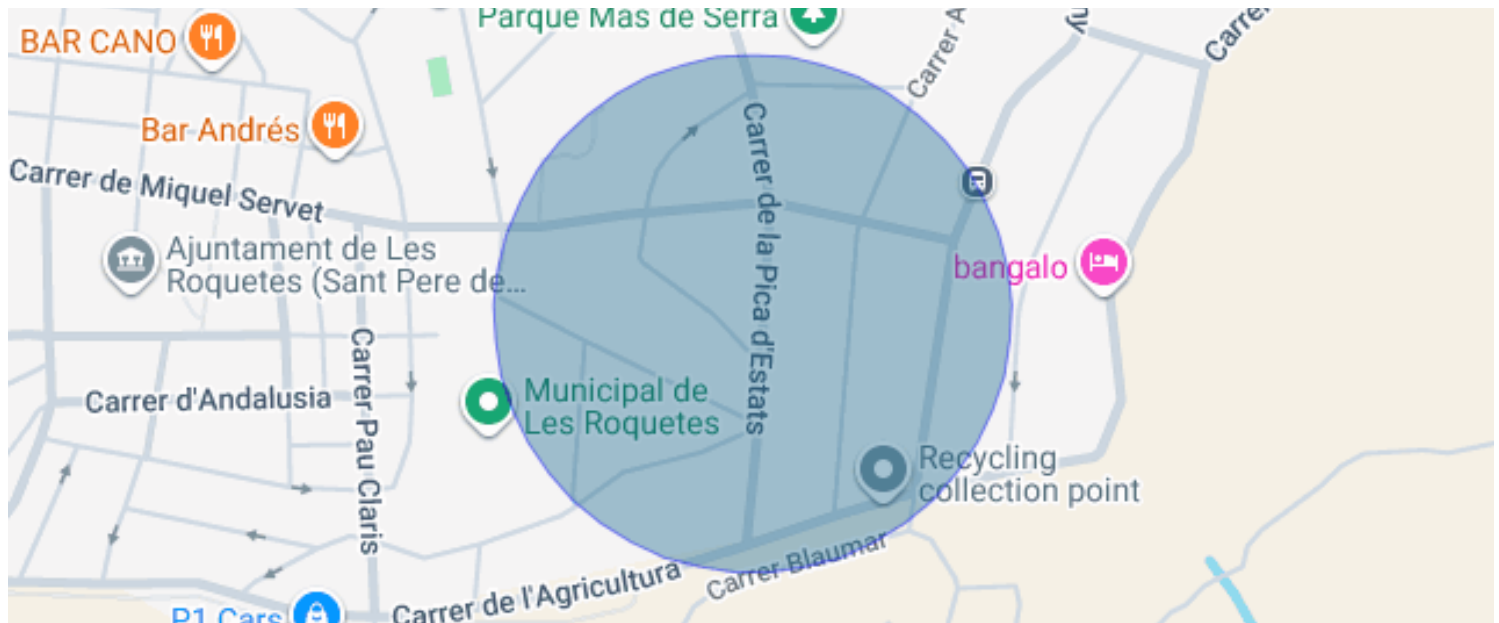 Parque Mas de Serra
BAR CANO
Carrer A
Carre
Bar Andrés
Carrer de Miquel Servet
Carrer de la Pica d'Estats
Ajuntament de Les
Roquetes (Sant Pere de...
bangalo
Carrer Pau Claris
Carrer d'Andalusia
Municipal de
Les Roquetes
Recycling
collection point
Carrer Blaumar
Carrer de l'Agricultura
P1 Cars